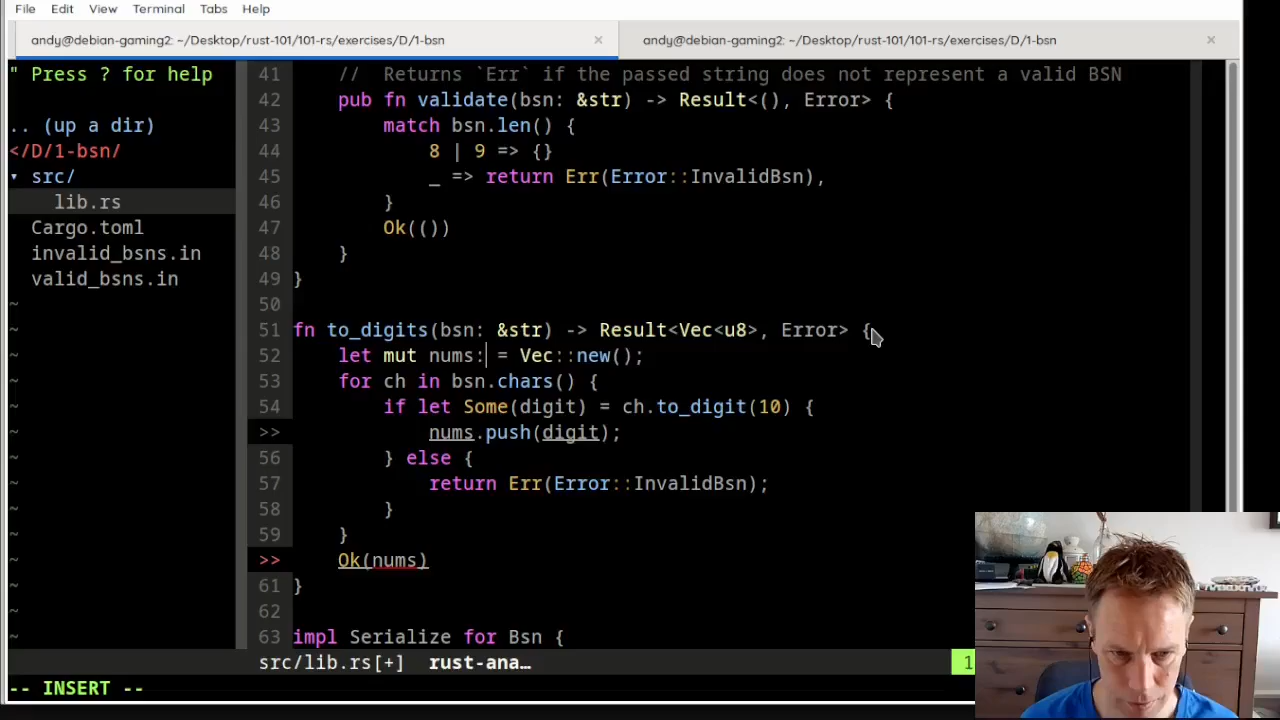 File Edit View Terminal Tabs Help
andy@debian-gaming2: ~/Desktop/rust-101/101-rs/exercises/D/1-bsn × andy@debian-gaming2: ~/Desktop/rust-101/101-rs/exercises/D/1-bsn ×
" Press ? for help
.. (up a dir)
</D/1-bsn/
▾ src/
lib.rs
Cargo.toml
invalid_bsns.in
valid_bsns.in
~
~
~
~
~
~
~
~
~
~
~
~
~
~
41 // Returns `Err` if the passed string does not represent a valid BSN
42 pub fn validate(bsn: &str) -> Result<(), Error> {
43 match bsn.len() {
44 8 | 9 => {}
45 _ => return Err(Error::InvalidBsn),
46 }
47 Ok(())
48 }
49 }
50
51 fn to_digits(bsn: &str) -> Result<Vec<u8>, Error> {
52 let mut nums: = Vec::new();
53 for ch in bsn.chars() {
54 if let Some(digit) = ch.to_digit(10) {
>> nums.push(digit);
56 } else {
57 return Err(Error::InvalidBsn);
58 }
59 }
>> Ok(nums)
61 }
62
63 impl Serialize for Bsn {
src/lib.rs[+] rust-ana… 1
-- INSERT --